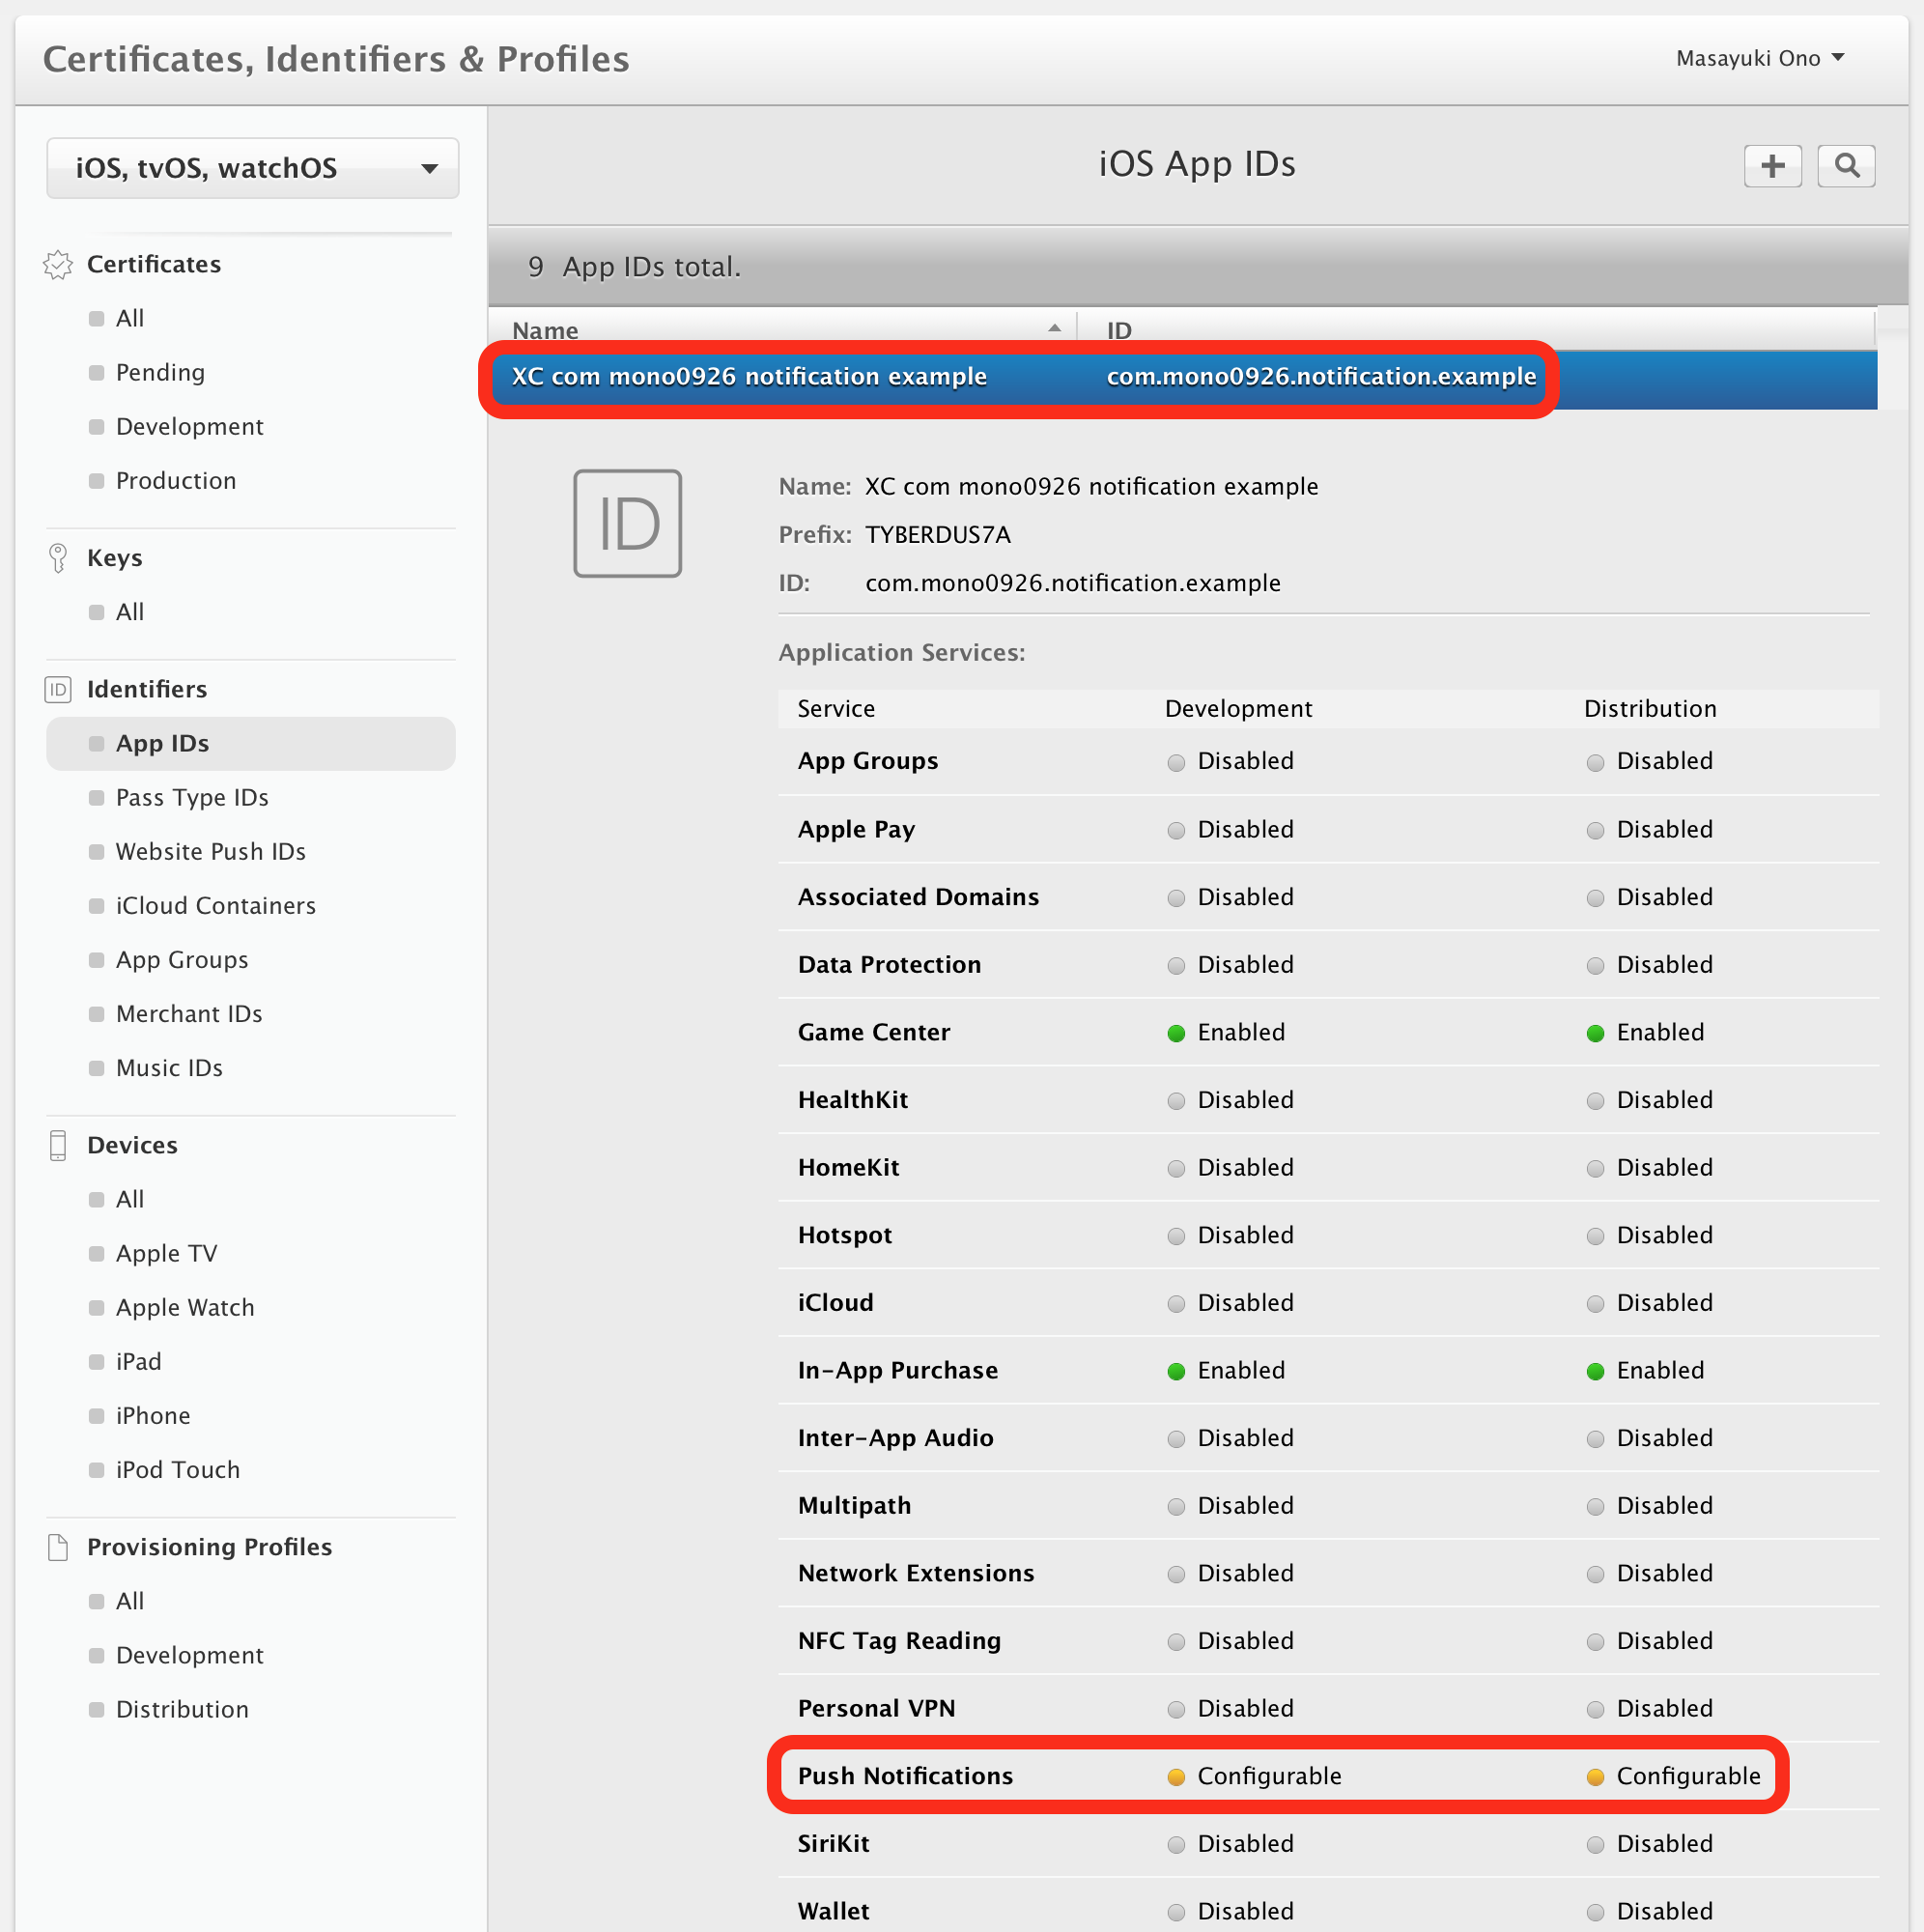 Certificates, Identifiers & Profiles
Masayuki Ono
iOS, tvOS, watchOS
Certificates
All
Pending
Development
Production
Keys
All
ID Identifiers
App IDs
Pass Type IDs
Website Push IDs
iCloud Containers
App Groups
Merchant IDs
Music IDs
Devices
All
Apple TV
Apple Watch
iPad
iPhone
iPod Touch
Provisioning Profiles
All
Development
Distribution
iOS App IDs
9 App IDs total.
Name ID
XC com mono0926 notification example com.mono0926.notification.example
ID
Name: XC com mono0926 notification example
Prefix: TYBERDUS7A
ID: com.mono0926.notification.example
Application Services:
Service Development Distribution
App Groups Disabled Disabled
Apple Pay Disabled Disabled
Associated Domains Disabled Disabled
Data Protection Disabled Disabled
Game Center Enabled Enabled
HealthKit Disabled Disabled
HomeKit Disabled Disabled
Hotspot Disabled Disabled
iCloud Disabled Disabled
In-App Purchase Enabled Enabled
Inter-App Audio Disabled Disabled
Multipath Disabled Disabled
Network Extensions Disabled Disabled
NFC Tag Reading Disabled Disabled
Personal VPN Disabled Disabled
Push Notifications Configurable Configurable
SiriKit Disabled Disabled
Wallet Disabled Disabled